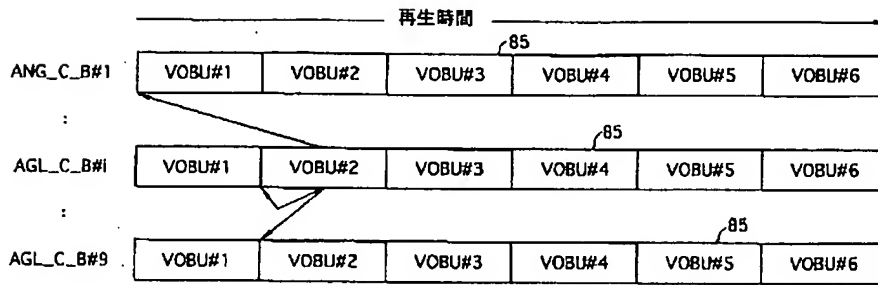 再生時間
85
ANG_C_B#1 VOBU#1 VOBU#2 VOBU#3 VOBU#4 VOBU#5 VOBU#6
:
85
AGL_C_B#i VOBU#1 VOBU#2 VOBU#3 VOBU#4 VOBU#5 VOBU#6
:
85
AGL_C_B#9 VOBU#1 VOBU#2 VOBU#3 VOBU#4 VOBU#5 VOBU#6